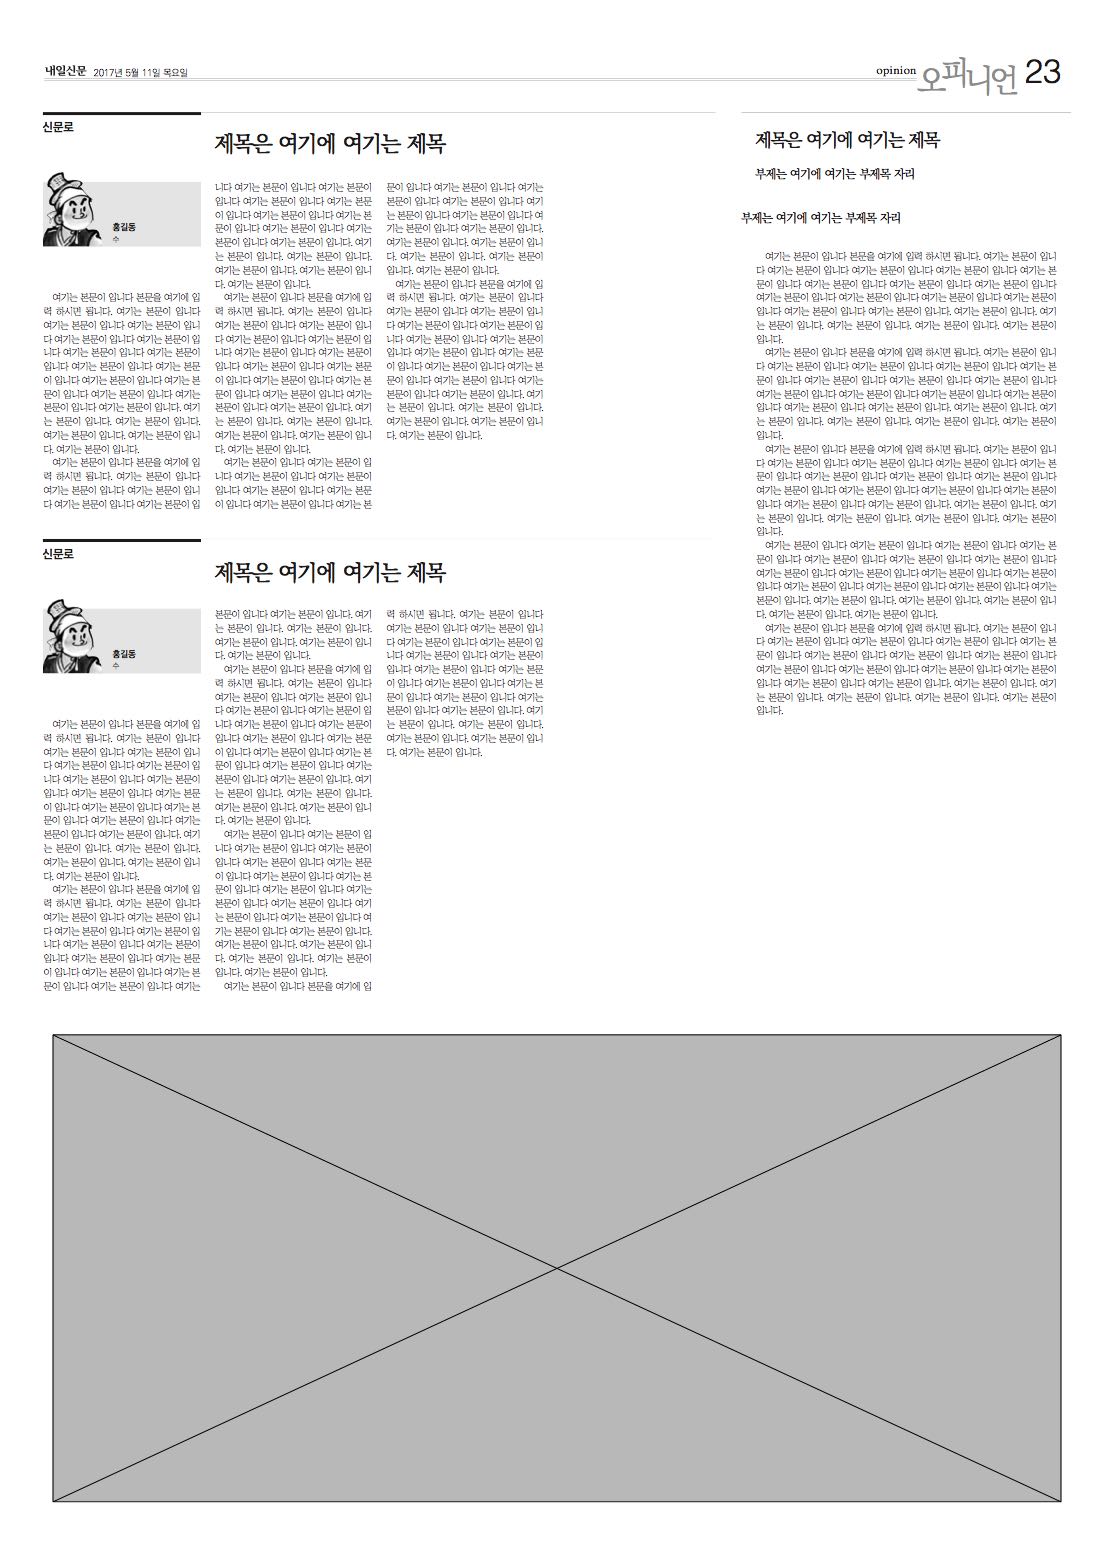 내일신문 2017년 5월 11일 목요일
opinion 오피니언 23
신문로
제목은 여기에 여기는 제목
홍길동
수
여기는 본문이 입니다 본문을 여기에 입
력 하시면 됩니다. 여기는 본문이 입니다
여기는 본문이 입니다 여기는 본문이 입니
다 여기는 본문이 입니다 여기는 본문이 입
니다 여기는 본문이 입니다 여기는 본문이
입니다 여기는 본문이 입니다 여기는 본문
이 입니다 여기는 본문이 입니다 여기는 본
문이 입니다 여기는 본문이 입니다 여기는
본문이 입니다 여기는 본문이 입니다. 여기
는 본문이 입니다. 여기는 본문이 입니다.
여기는 본문이 입니다. 여기는 본문이 입니
다. 여기는 본문이 입니다.
여기는 본문이 입니다 본문을 여기에 입
력 하시면 됩니다. 여기는 본문이 입니다
여기는 본문이 입니다 여기는 본문이 입니
다 여기는 본문이 입니다 여기는 본문이 입
니다 여기는 본문이 입니다 여기는 본문이
입니다 여기는 본문이 입니다 여기는 본문
이 입니다 여기는 본문이 입니다 여기는 본
문이 입니다 여기는 본문이 입니다 여기는
본문이 입니다 여기는 본문이 입니다. 여기
는 본문이 입니다. 여기는 본문이 입니다.
여기는 본문이 입니다. 여기는 본문이 입니
다. 여기는 본문이 입니다.
여기는 본문이 입니다 본문을 여기에 입
력 하시면 됩니다. 여기는 본문이 입니다
여기는 본문이 입니다 여기는 본문이 입니
다 여기는 본문이 입니다 여기는 본문이 입
니다 여기는 본문이 입니다 여기는 본문이
입니다 여기는 본문이 입니다 여기는 본문
이 입니다 여기는 본문이 입니다 여기는 본
문이 입니다 여기는 본문이 입니다 여기는
본문이 입니다 여기는 본문이 입니다. 여기
는 본문이 입니다. 여기는 본문이 입니다.
여기는 본문이 입니다. 여기는 본문이 입니
다. 여기는 본문이 입니다.
여기는 본문이 입니다 여기는 본문이 입
니다 여기는 본문이 입니다 여기는 본문이
입니다 여기는 본문이 입니다 여기는 본문
이 입니다 여기는 본문이 입니다 여기는 본
문이 입니다 여기는 본문이 입니다 여기는
본문이 입니다 여기는 본문이 입니다 여기
는 본문이 입니다 여기는 본문이 입니다 여
기는 본문이 입니다 여기는 본문이 입니다.
여기는 본문이 입니다. 여기는 본문이 입니
다. 여기는 본문이 입니다. 여기는 본문이
입니다. 여기는 본문이 입니다.
여기는 본문이 입니다 본문을 여기에 입
력 하시면 됩니다. 여기는 본문이 입니다
여기는 본문이 입니다 여기는 본문이 입니
다 여기는 본문이 입니다 여기는 본문이 입
니다 여기는 본문이 입니다 여기는 본문이
입니다 여기는 본문이 입니다 여기는 본문
이 입니다 여기는 본문이 입니다 여기는 본
문이 입니다 여기는 본문이 입니다 여기는
본문이 입니다 여기는 본문이 입니다. 여기
는 본문이 입니다. 여기는 본문이 입니다.
여기는 본문이 입니다. 여기는 본문이 입니
다. 여기는 본문이 입니다.
신문로
제목은 여기에 여기는 제목
홍길동
수
여기는 본문이 입니다 본문을 여기에 입
력 하시면 됩니다. 여기는 본문이 입니다
여기는 본문이 입니다 여기는 본문이 입니
다 여기는 본문이 입니다 여기는 본문이 입
니다 여기는 본문이 입니다 여기는 본문이
입니다 여기는 본문이 입니다 여기는 본문
이 입니다 여기는 본문이 입니다 여기는 본
문이 입니다 여기는 본문이 입니다 여기는
본문이 입니다 여기는 본문이 입니다. 여기
는 본문이 입니다. 여기는 본문이 입니다.
여기는 본문이 입니다. 여기는 본문이 입니
다. 여기는 본문이 입니다.
여기는 본문이 입니다 본문을 여기에 입
력 하시면 됩니다. 여기는 본문이 입니다
여기는 본문이 입니다 여기는 본문이 입니
다 여기는 본문이 입니다 여기는 본문이 입
니다 여기는 본문이 입니다 여기는 본문이
입니다 여기는 본문이 입니다 여기는 본문
이 입니다 여기는 본문이 입니다 여기는 본
문이 입니다 여기는 본문이 입니다 여기는
본문이 입니다 여기는 본문이 입니다. 여기
는 본문이 입니다. 여기는 본문이 입니다.
여기는 본문이 입니다. 여기는 본문이 입니
다. 여기는 본문이 입니다.
여기는 본문이 입니다 본문을 여기에 입
력 하시면 됩니다. 여기는 본문이 입니다
여기는 본문이 입니다 여기는 본문이 입니
다 여기는 본문이 입니다 여기는 본문이 입
니다 여기는 본문이 입니다 여기는 본문이
입니다 여기는 본문이 입니다 여기는 본문
이 입니다 여기는 본문이 입니다 여기는 본
문이 입니다 여기는 본문이 입니다 여기는
본문이 입니다 여기는 본문이 입니다. 여기
는 본문이 입니다. 여기는 본문이 입니다.
여기는 본문이 입니다. 여기는 본문이 입니
다. 여기는 본문이 입니다.
여기는 본문이 입니다 여기는 본문이 입
니다 여기는 본문이 입니다 여기는 본문이
입니다 여기는 본문이 입니다 여기는 본문
이 입니다 여기는 본문이 입니다 여기는 본
문이 입니다 여기는 본문이 입니다 여기는
본문이 입니다 여기는 본문이 입니다 여기
는 본문이 입니다 여기는 본문이 입니다 여
기는 본문이 입니다 여기는 본문이 입니다.
여기는 본문이 입니다. 여기는 본문이 입니
다. 여기는 본문이 입니다. 여기는 본문이
입니다. 여기는 본문이 입니다.
여기는 본문이 입니다 본문을 여기에 입
력 하시면 됩니다. 여기는 본문이 입니다
여기는 본문이 입니다 여기는 본문이 입니
다 여기는 본문이 입니다 여기는 본문이 입
니다 여기는 본문이 입니다 여기는 본문이
입니다 여기는 본문이 입니다 여기는 본문
이 입니다 여기는 본문이 입니다 여기는 본
문이 입니다 여기는 본문이 입니다 여기는
본문이 입니다 여기는 본문이 입니다. 여기
는 본문이 입니다. 여기는 본문이 입니다.
여기는 본문이 입니다. 여기는 본문이 입니
다. 여기는 본문이 입니다.
제목은 여기에 여기는 제목
부제는 여기에 여기는 부제목 자리
부제는 여기에 여기는 부제목 자리
여기는 본문이 입니다 본문을 여기에 입력 하시면 됩니다. 여기는 본문이 입니
다 여기는 본문이 입니다 여기는 본문이 입니다 여기는 본문이 입니다 여기는 본
문이 입니다 여기는 본문이 입니다 여기는 본문이 입니다 여기는 본문이 입니다
여기는 본문이 입니다 여기는 본문이 입니다 여기는 본문이 입니다 여기는 본문이
입니다 여기는 본문이 입니다 여기는 본문이 입니다 여기는 본문이 입니다. 여기
는 본문이 입니다. 여기는 본문이 입니다. 여기는 본문이 입니다. 여기는 본문이
입니다.
여기는 본문이 입니다 본문을 여기에 입력 하시면 됩니다. 여기는 본문이 입니
다 여기는 본문이 입니다 여기는 본문이 입니다 여기는 본문이 입니다 여기는 본
문이 입니다 여기는 본문이 입니다 여기는 본문이 입니다 여기는 본문이 입니다
여기는 본문이 입니다 여기는 본문이 입니다 여기는 본문이 입니다 여기는 본문이
입니다 여기는 본문이 입니다 여기는 본문이 입니다 여기는 본문이 입니다. 여기
는 본문이 입니다. 여기는 본문이 입니다. 여기는 본문이 입니다. 여기는 본문이
입니다.
여기는 본문이 입니다 본문을 여기에 입력 하시면 됩니다. 여기는 본문이 입니
다 여기는 본문이 입니다 여기는 본문이 입니다 여기는 본문이 입니다 여기는 본
문이 입니다 여기는 본문이 입니다 여기는 본문이 입니다 여기는 본문이 입니다
여기는 본문이 입니다 여기는 본문이 입니다 여기는 본문이 입니다 여기는 본문이
입니다 여기는 본문이 입니다 여기는 본문이 입니다 여기는 본문이 입니다. 여기
는 본문이 입니다. 여기는 본문이 입니다. 여기는 본문이 입니다. 여기는 본문이
입니다.
여기는 본문이 입니다 여기는 본문이 입니다 여기는 본문이 입니다 여기는 본
문이 입니다 여기는 본문이 입니다 여기는 본문이 입니다 여기는 본문이 입니다
여기는 본문이 입니다 여기는 본문이 입니다 여기는 본문이 입니다 여기는 본문이
입니다 여기는 본문이 입니다 여기는 본문이 입니다 여기는 본문이 입니다 여기는
본문이 입니다. 여기는 본문이 입니다. 여기는 본문이 입니다. 여기는 본문이 입니
다. 여기는 본문이 입니다. 여기는 본문이 입니다.
여기는 본문이 입니다 본문을 여기에 입력 하시면 됩니다. 여기는 본문이 입니
다 여기는 본문이 입니다 여기는 본문이 입니다 여기는 본문이 입니다 여기는 본
문이 입니다 여기는 본문이 입니다 여기는 본문이 입니다 여기는 본문이 입니다
여기는 본문이 입니다 여기는 본문이 입니다 여기는 본문이 입니다 여기는 본문이
입니다 여기는 본문이 입니다 여기는 본문이 입니다 여기는 본문이 입니다. 여기
는 본문이 입니다. 여기는 본문이 입니다. 여기는 본문이 입니다. 여기는 본문이
입니다.